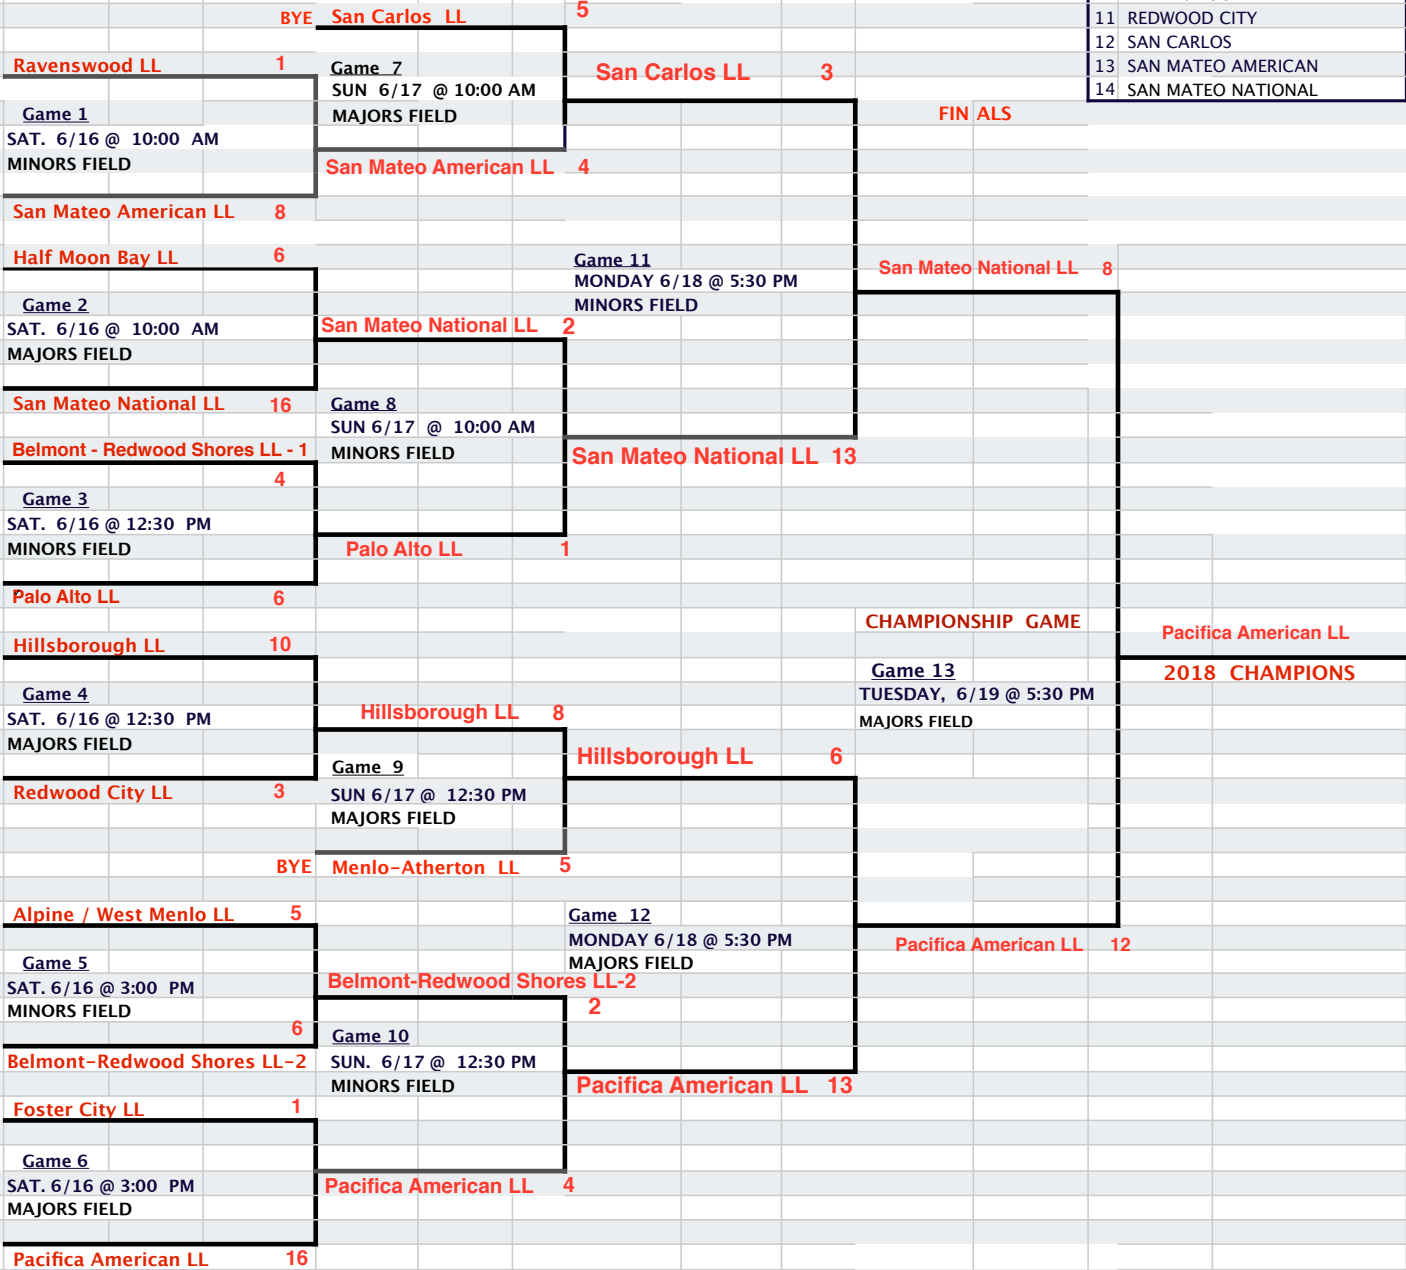 BYE San Carlos LL 5
11 REDWOOD CITY
12 SAN CARLOS
13 SAN MATEO AMERICAN
14 SAN MATEO NATIONAL
Ravenswood LL 1
Game 7
SUN 6/17 @ 10:00 AM
MAJORS FIELD
San Carlos LL 3
FIN ALS
Game 1
SAT. 6/16 @ 10:00 AM
MINORS FIELD
San Mateo American LL 4
San Mateo American LL 8
Half Moon Bay LL 6
Game 11
MONDAY 6/18 @ 5:30 PM
MINORS FIELD
San Mateo National LL 8
Game 2
SAT. 6/16 @ 10:00 AM
MAJORS FIELD
San Mateo National LL 2
San Mateo National LL 16
Game 8
SUN 6/17 @ 10:00 AM
MINORS FIELD
Belmont - Redwood Shores LL - 1
4
San Mateo National LL 13
Game 3
SAT. 6/16 @ 12:30 PM
MINORS FIELD
Palo Alto LL 1
Palo Alto LL 6
CHAMPIONSHIP GAME
Pacifica American LL
2018 CHAMPIONS
Hillsborough LL 10
Game 13
TUESDAY, 6/19 @ 5:30 PM
MAJORS FIELD
Game 4
SAT. 6/16 @ 12:30 PM
MAJORS FIELD
Hillsborough LL 8
Hillsborough LL 6
Game 9
SUN 6/17 @ 12:30 PM
MAJORS FIELD
Redwood City LL 3
BYE Menlo-Atherton LL 5
Alpine / West Menlo LL 5
Game 12
MONDAY 6/18 @ 5:30 PM
MAJORS FIELD
Pacifica American LL 12
Game 5
SAT. 6/16 @ 3:00 PM
MINORS FIELD
Belmont-Redwood Shores LL-2
2
6
Belmont-Redwood Shores LL-2
Game 10
SUN. 6/17 @ 12:30 PM
MINORS FIELD
Pacifica American LL 13
Foster City LL 1
Game 6
SAT. 6/16 @ 3:00 PM
MAJORS FIELD
Pacifica American LL 4
Pacifica American LL 16